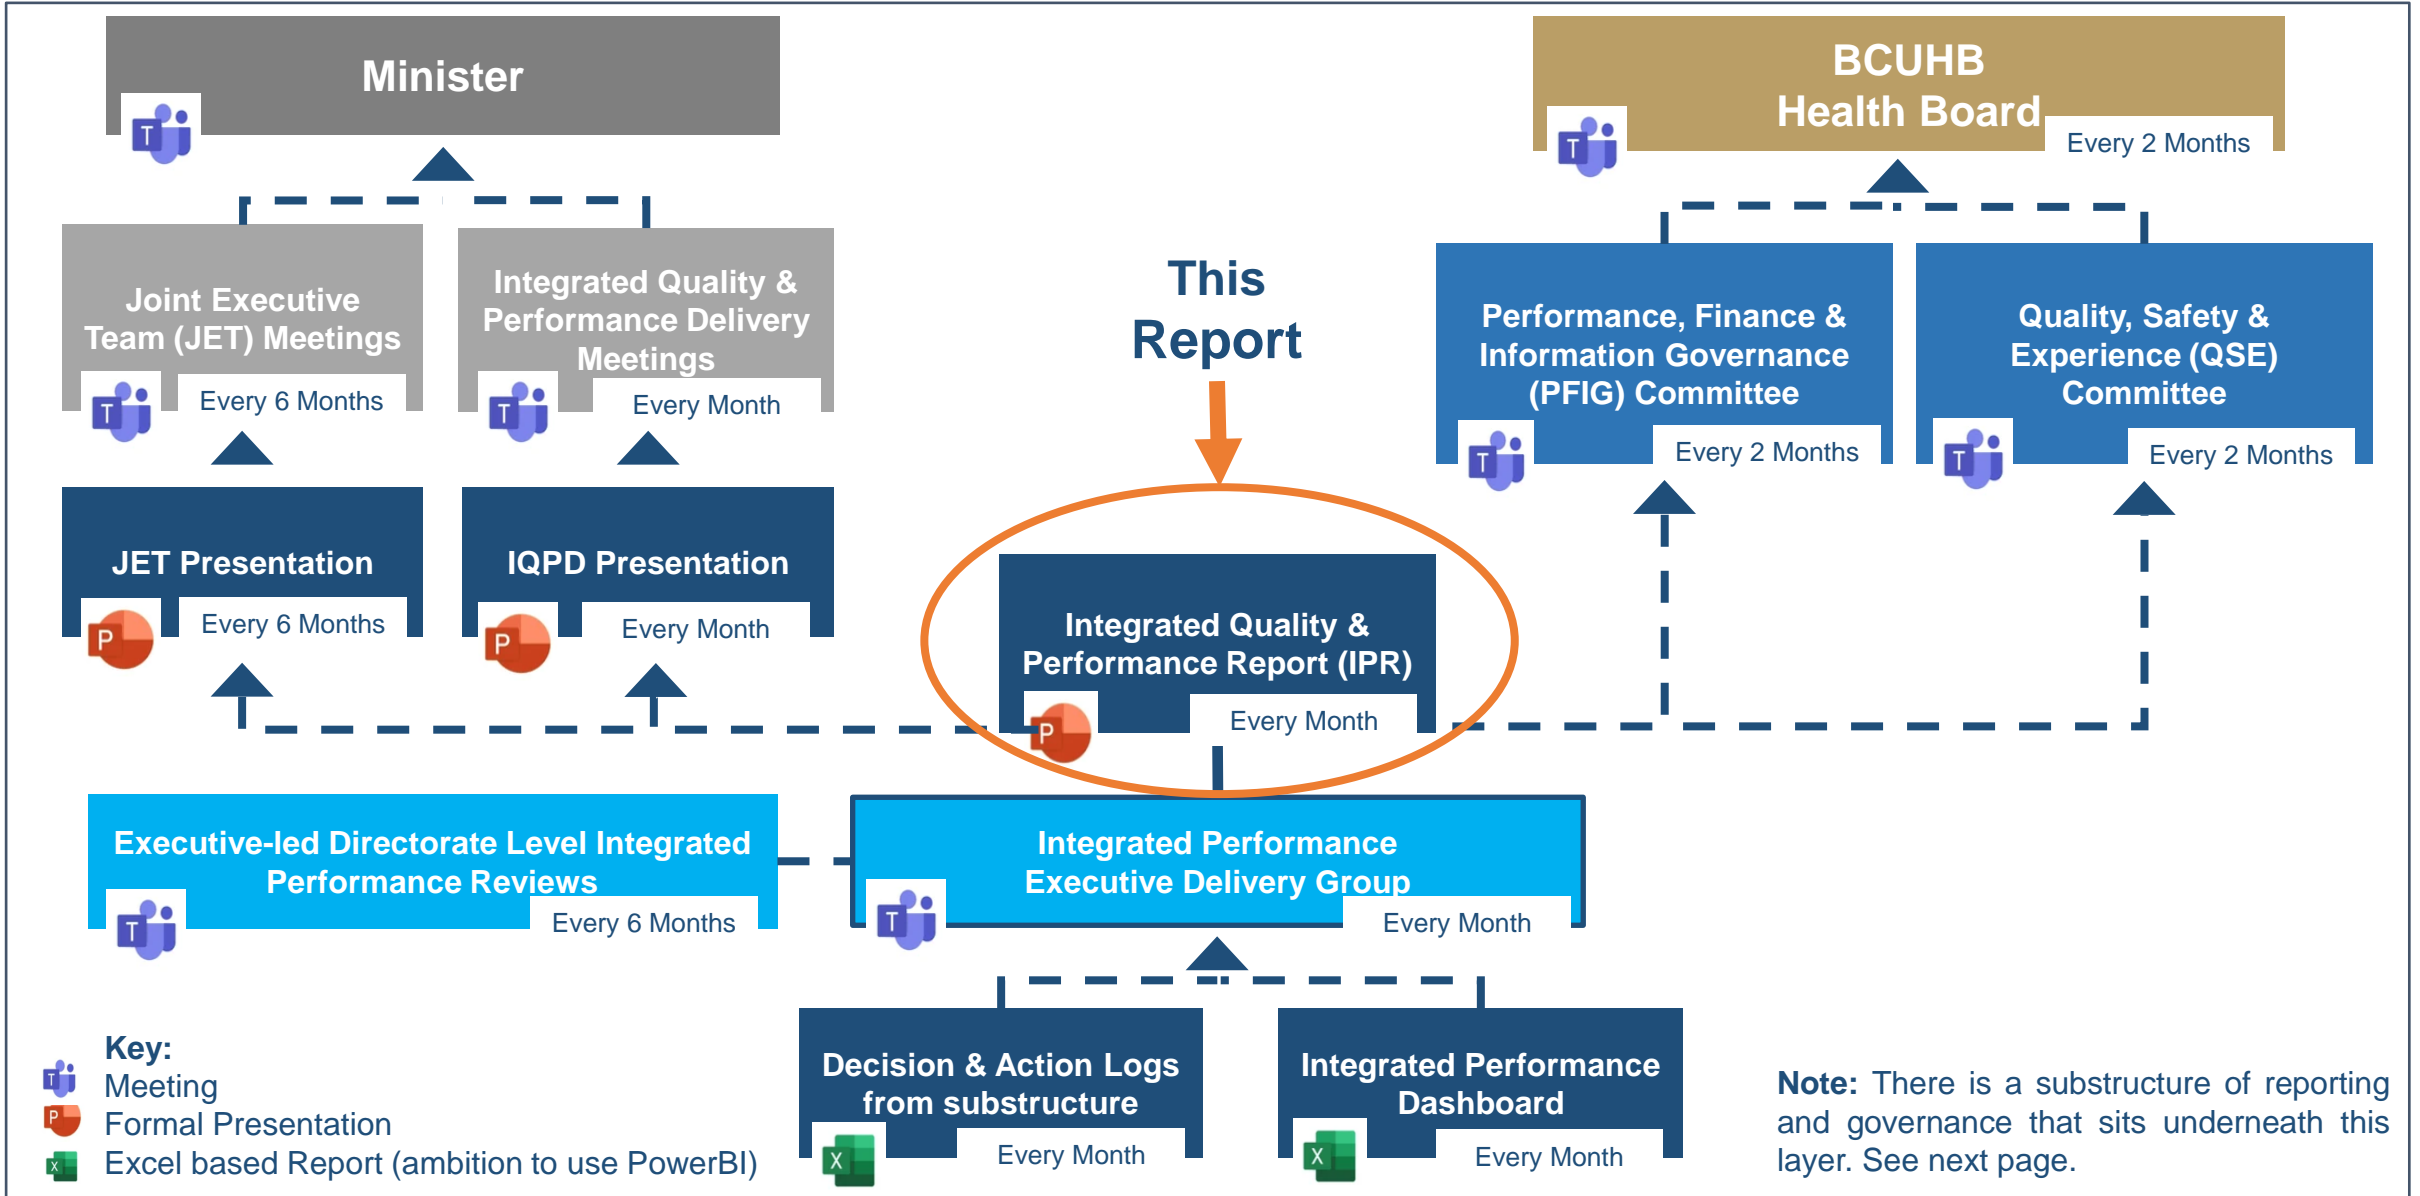 Minister
BCUHB
Health Board
Every 2 Months
Joint Executive
Team (JET) Meetings
Every 6 Months
Integrated Quality &
Performance Delivery
Meetings
Every Month
This
Report
Performance, Finance &
Information Governance
(PFIG) Committee
Every 2 Months
Quality, Safety &
Experience (QSE)
Committee
Every 2 Months
JET Presentation
Every 6 Months
IQPD Presentation
Every Month
Integrated Quality &
Performance Report (IPR)
Every Month
Executive-led Directorate Level Integrated
Performance Reviews
Every 6 Months
Integrated Performance
Executive Delivery Group
Every Month
Decision & Action Logs
from substructure
Every Month
Integrated Performance
Dashboard
Every Month
Key:
Meeting
Formal Presentation
Excel based Report (ambition to use PowerBI)
Note: There is a substructure of reporting
and governance that sits underneath this
layer. See next page.